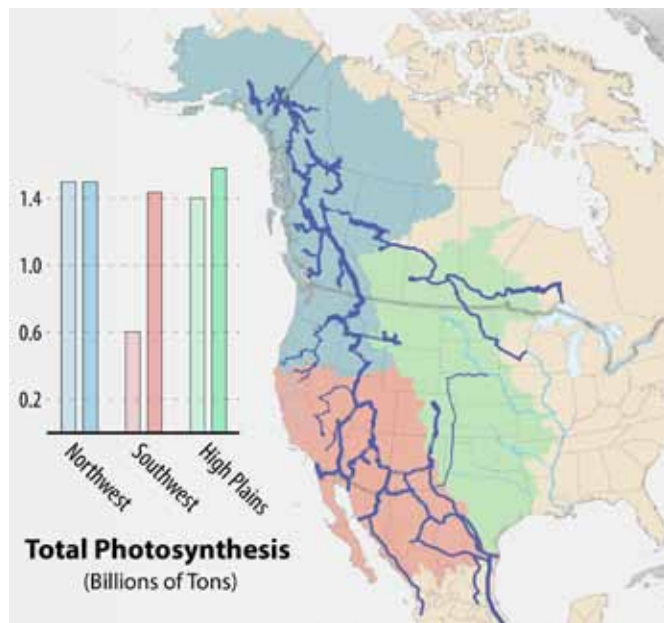 1.4
1.0
0.6
0.2
Northwest
Southwest
High Plains
Total Photosynthesis
(Billions of Tons)